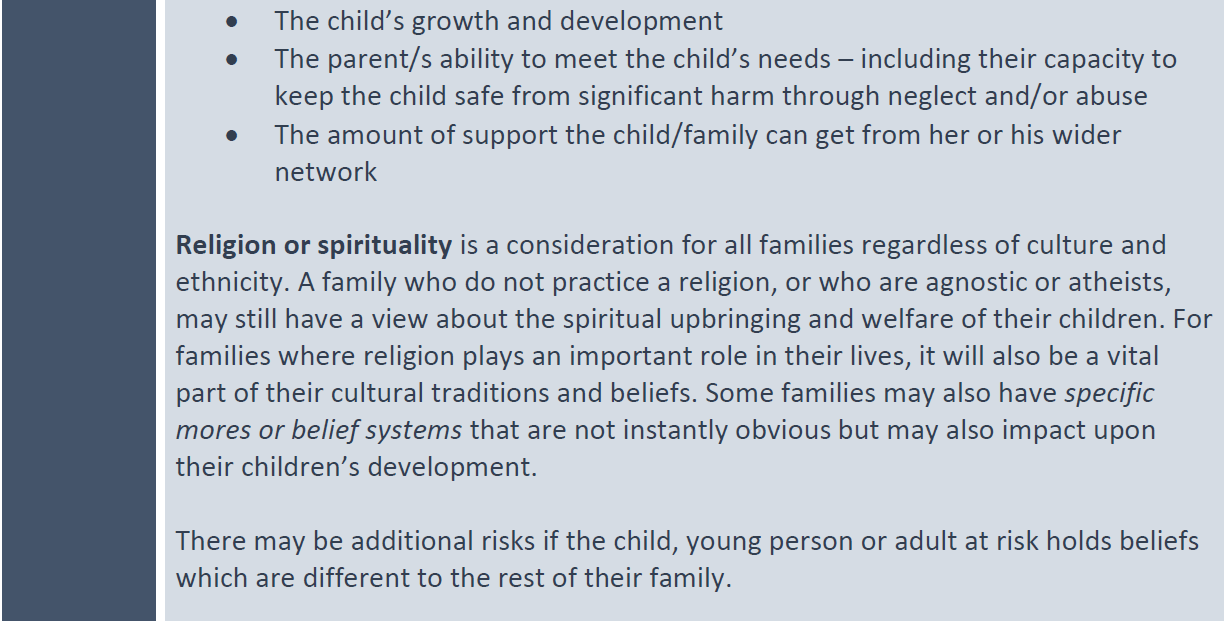 • The child’s growth and development
• The parent/s ability to meet the child’s needs – including their capacity to
keep the child safe from significant harm through neglect and/or abuse
• The amount of support the child/family can get from her or his wider
network
Religion or spirituality is a consideration for all families regardless of culture and
ethnicity. A family who do not practice a religion, or who are agnostic or atheists,
may still have a view about the spiritual upbringing and welfare of their children. For
families where religion plays an important role in their lives, it will also be a vital
part of their cultural traditions and beliefs. Some families may also have specific
mores or belief systems that are not instantly obvious but may also impact upon
their children’s development.
There may be additional risks if the child, young person or adult at risk holds beliefs
which are different to the rest of their family.